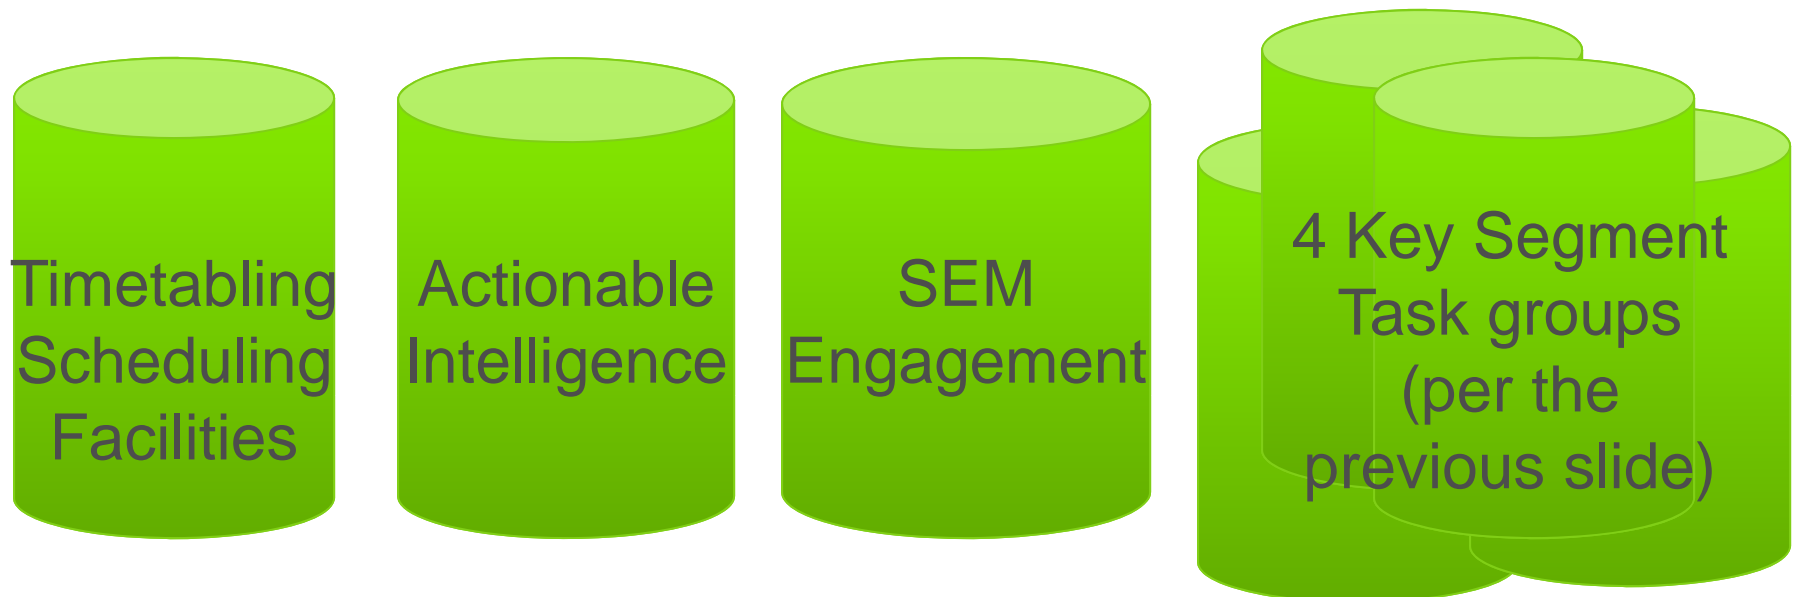 Timetabling
Scheduling
Facilities
Actionable
Intelligence
SEM
Engagement
4 Key Segment
Task groups
(per the
previous slide)